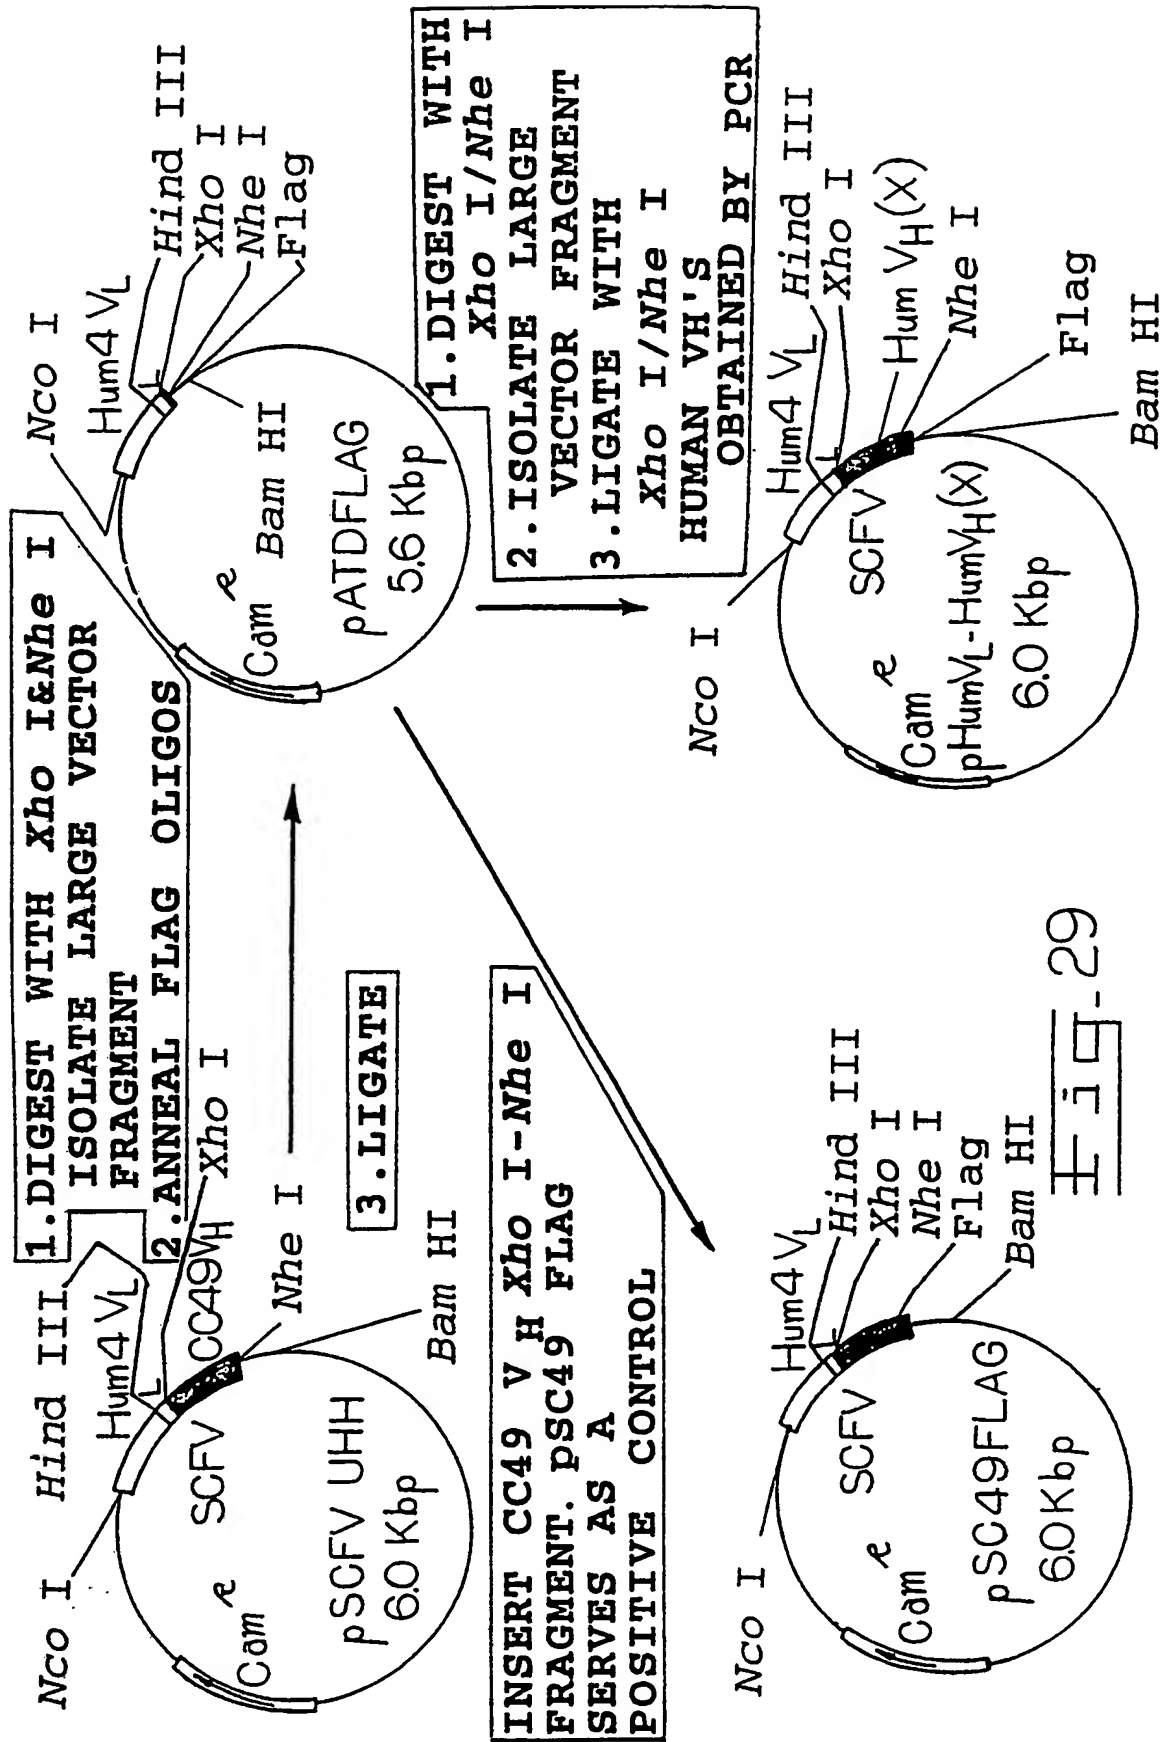 1.DIGEST WITH Xho I&Nhe I
ISOLATE LARGE VECTOR
FRAGMENT
2.ANNEAL FLAG OLIGOS
3.LIGATE
Nco I
Hind III
Hum4 VL
L
CC49VH
Xho I
Nhe I
Bam HI
SCFV
Cam R
pSCFV UHH
6.0 Kbp
Nco I
Hum4 VL
L
Hind III
Xho I
Nhe I
Flag
Bam HI
Cam R
pATDFLAG
5.6 Kbp
INSERT CC49 VH Xho I-Nhe I
FRAGMENT. pSC49 FLAG
SERVES AS A
POSITIVE CONTROL
1.DIGEST WITH
Xho I/Nhe I
2.ISOLATE LARGE
VECTOR FRAGMENT
3.LIGATE WITH
Xho I/Nhe I
HUMAN VH'S
OBTAINED BY PCR
Nco I
Hum4 VL
L
Hind III
Xho I
Nhe I
Flag
Bam HI
SCFV
Cam R
pSC49FLAG
6.0 Kbp
Nco I
Hum4 VL
L
Hind III
Xho I
Hum VH(X)
Nhe I
Flag
Bam HI
SCFV
Cam R
pHumVL-HumVH(X)
6.0 Kbp
Fig-29